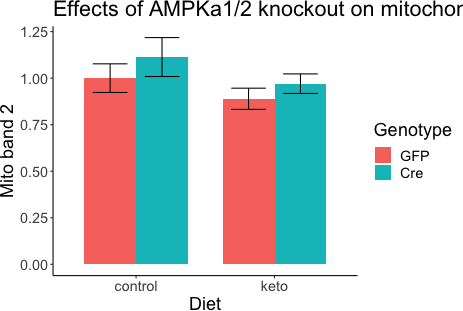 Effects of AMPKa1/2 knockout on mitochor
1.25
1.00
0.75
0.50
0.25
0.00
Mito band 2
control
keto
Diet
Genotype
GFP
Cre